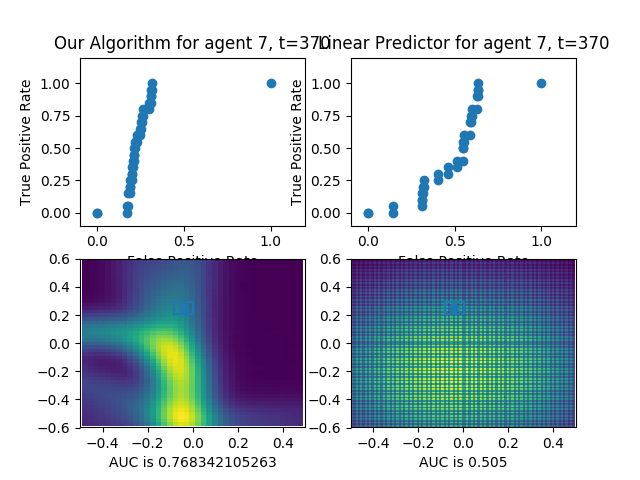 Our Algorithm for agent 7, t=370
Linear Predictor for agent 7, t=370
True Positive Rate
1.00
0.75
0.50
0.25
0.00
0.0 0.5 1.0
False Positive Rate
True Positive Rate
1.00
0.75
0.50
0.25
0.00
0.0 0.5 1.0
False Positive Rate
0.6
0.4
0.2
0.0
−0.2
−0.4
−0.6
−0.4 −0.2 0.0 0.2 0.4
AUC is 0.768342105263
0.6
0.4
0.2
0.0
−0.2
−0.4
−0.6
−0.4 −0.2 0.0 0.2 0.4
AUC is 0.505